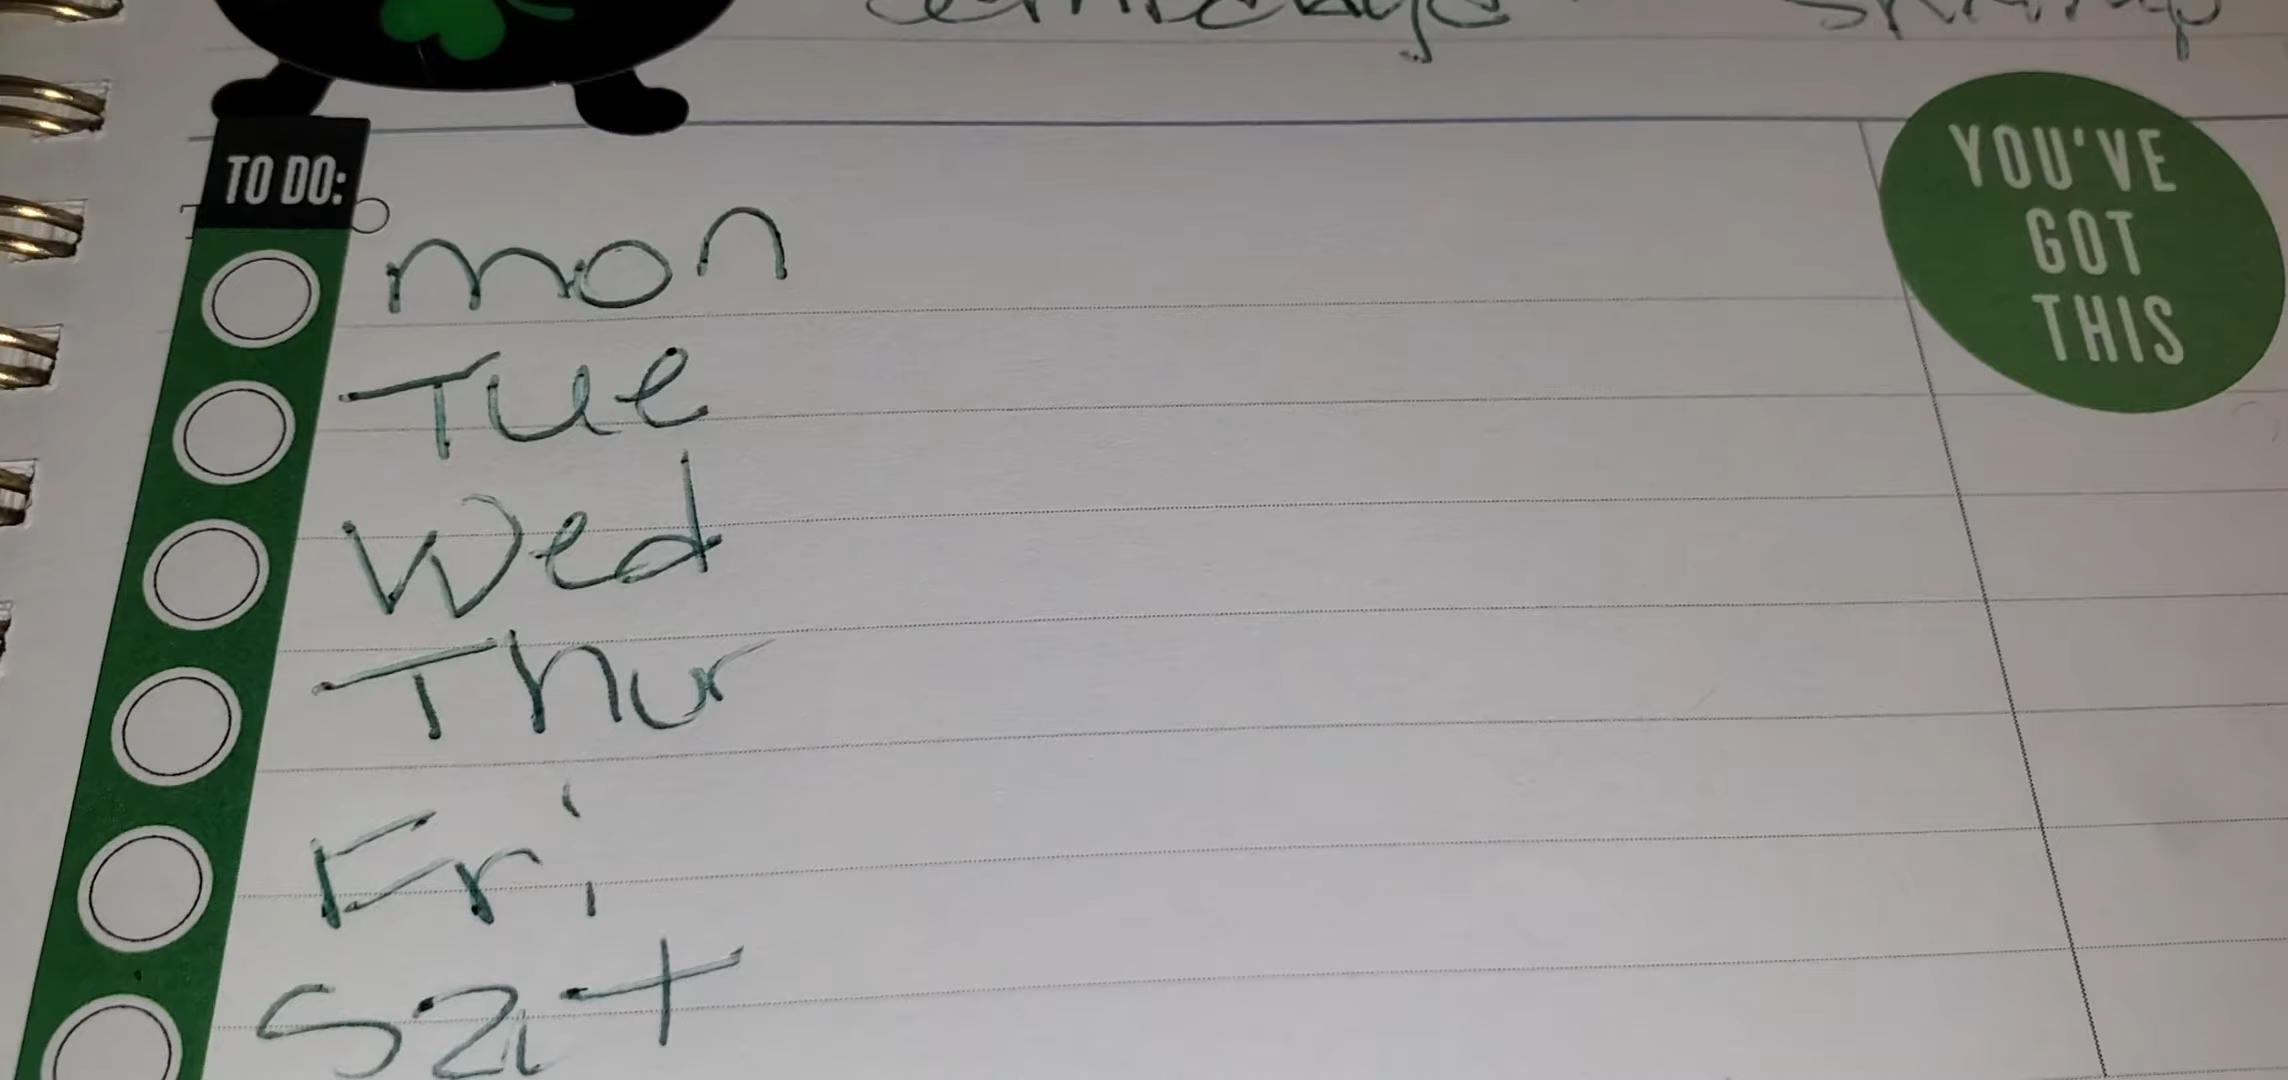 TO DO:
mon
Tue
Wed
Thur
Fri
Sat
YOU'VE
GOT
THIS